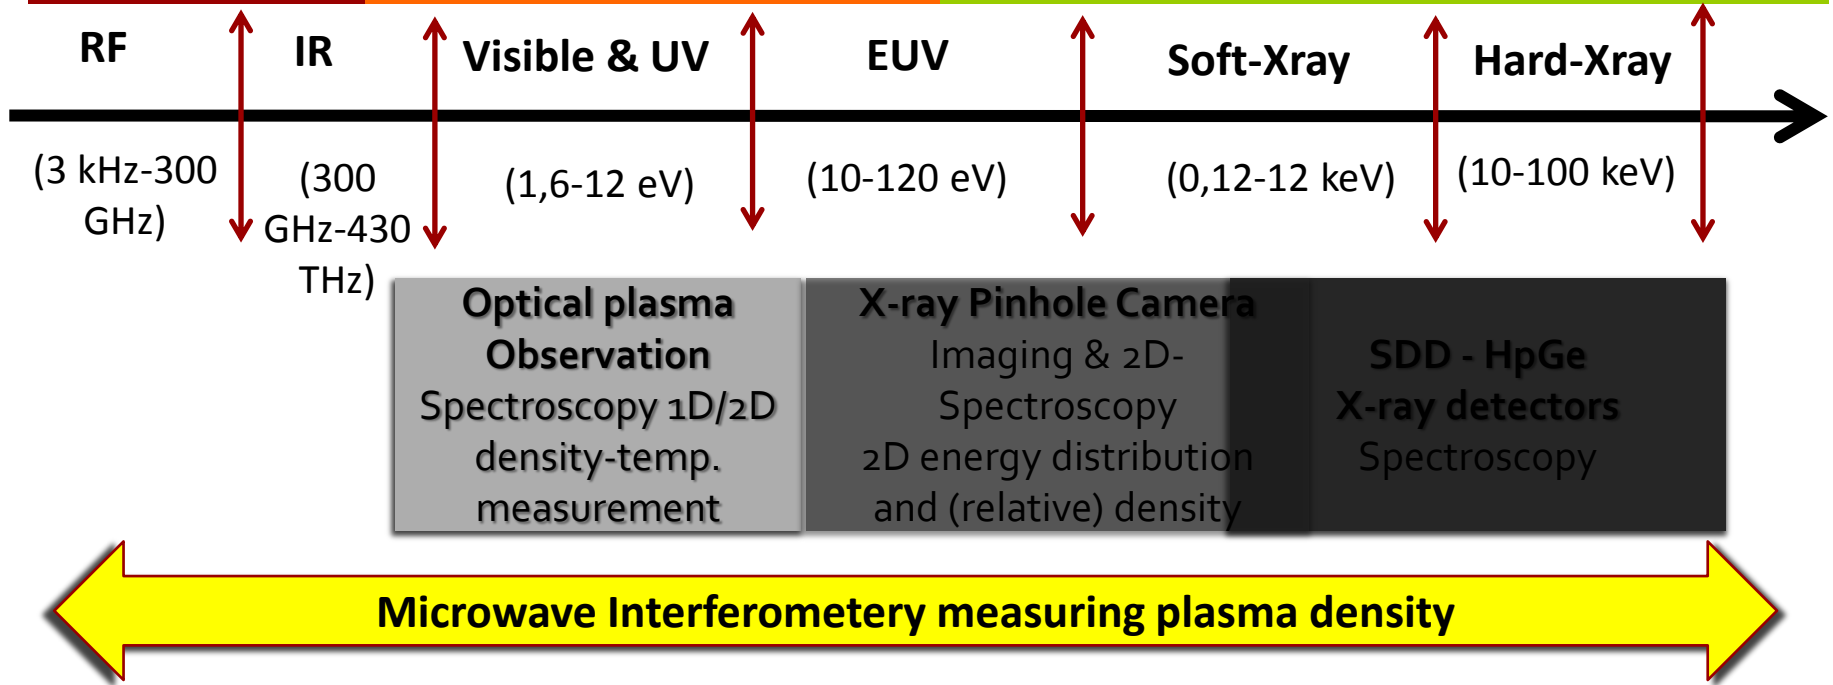 RF
IR
Visible & UV
EUV
Soft-Xray
Hard-Xray
(3 kHz-300
GHz)
(300
GHz-430
THz)
(1,6-12 eV)
(10-120 eV)
(0,12-12 keV)
(10-100 keV)
Optical plasma
Observation
Spectroscopy 1D/2D
density-temp.
measurement
X-ray Pinhole Camera
Imaging & 2D-
Spectroscopy
2D energy distribution
and (relative) density
SDD - HpGe
X-ray detectors
Spectroscopy
Microwave Interferometery measuring plasma density